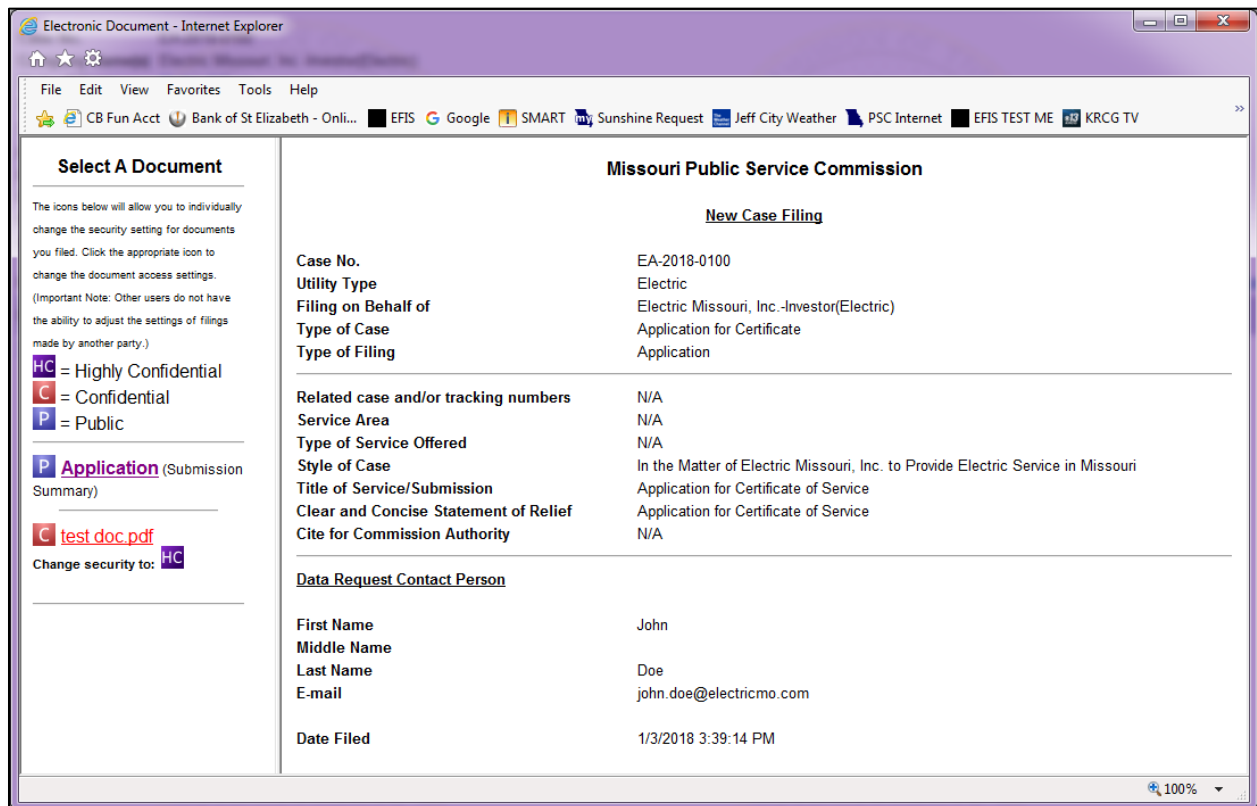 Electronic Document - Internet Explorer
File Edit View Favorites Tools Help
CB Fun Acct Bank of St Elizabeth - Onli... EFIS G Google SMART my Sunshine Request Jeff City Weather PSC Internet EFIS TEST ME 13 KRCG TV »
Select A Document
The icons below will allow you to individually
change the security setting for documents
you filed. Click the appropriate icon to
change the document access settings.
(Important Note: Other users do not have
the ability to adjust the settings of filings
made by another party.)
HC = Highly Confidential
C = Confidential
P = Public
P Application (Submission
Summary)
C test doc.pdf
Change security to: HC
Missouri Public Service Commission
New Case Filing
Case No. EA-2018-0100
Utility Type Electric
Filing on Behalf of Electric Missouri, Inc.-Investor(Electric)
Type of Case Application for Certificate
Type of Filing Application
Related case and/or tracking numbers N/A
Service Area N/A
Type of Service Offered N/A
Style of Case In the Matter of Electric Missouri, Inc. to Provide Electric Service in Missouri
Title of Service/Submission Application for Certificate of Service
Clear and Concise Statement of Relief Application for Certificate of Service
Cite for Commission Authority N/A
Data Request Contact Person
First Name John
Middle Name
Last Name Doe
E-mail john.doe@electricmo.com
Date Filed 1/3/2018 3:39:14 PM
100%